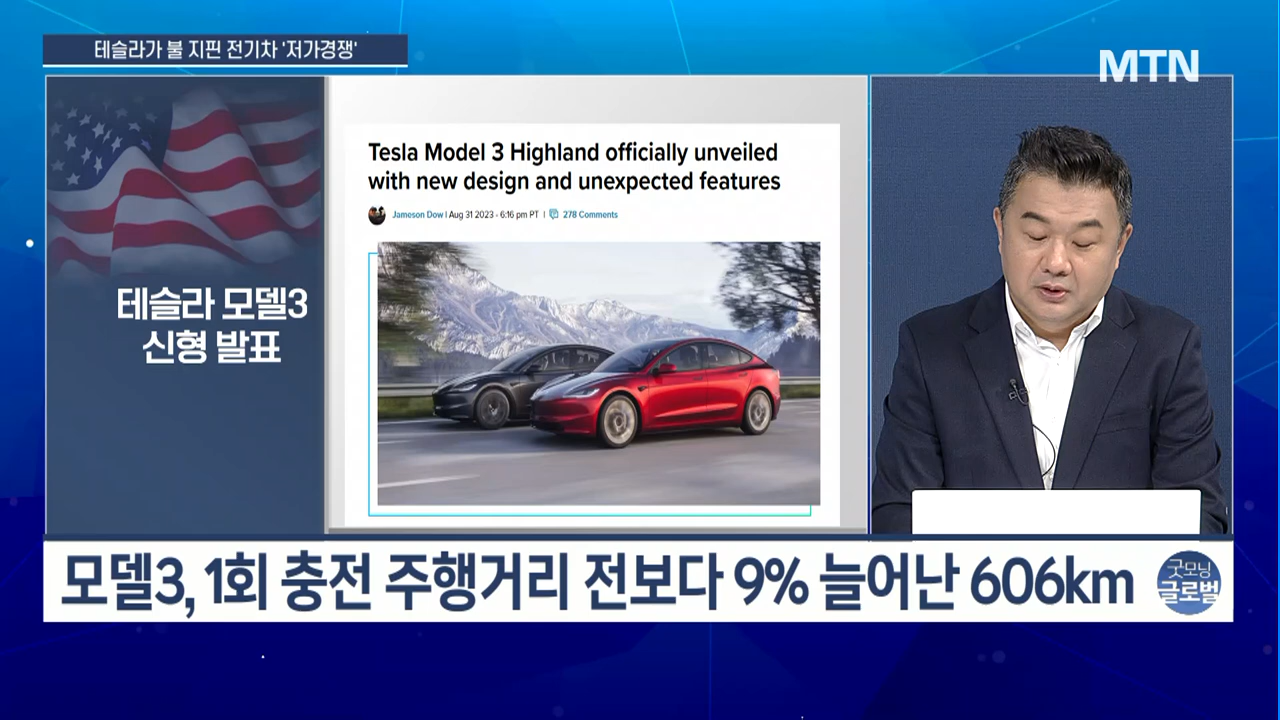 테슬라가 불 지핀 전기차 '저가경쟁'
MTN
Tesla Model 3 Highland officially unveiled
with new design and unexpected features
Jameson Dow | Aug 31 2023 - 6:16 pm PT | 278 Comments
테슬라 모델3
신형 발표
모델3, 1회 충전 주행거리 전보다 9% 늘어난 606km
굿모닝
글로벌